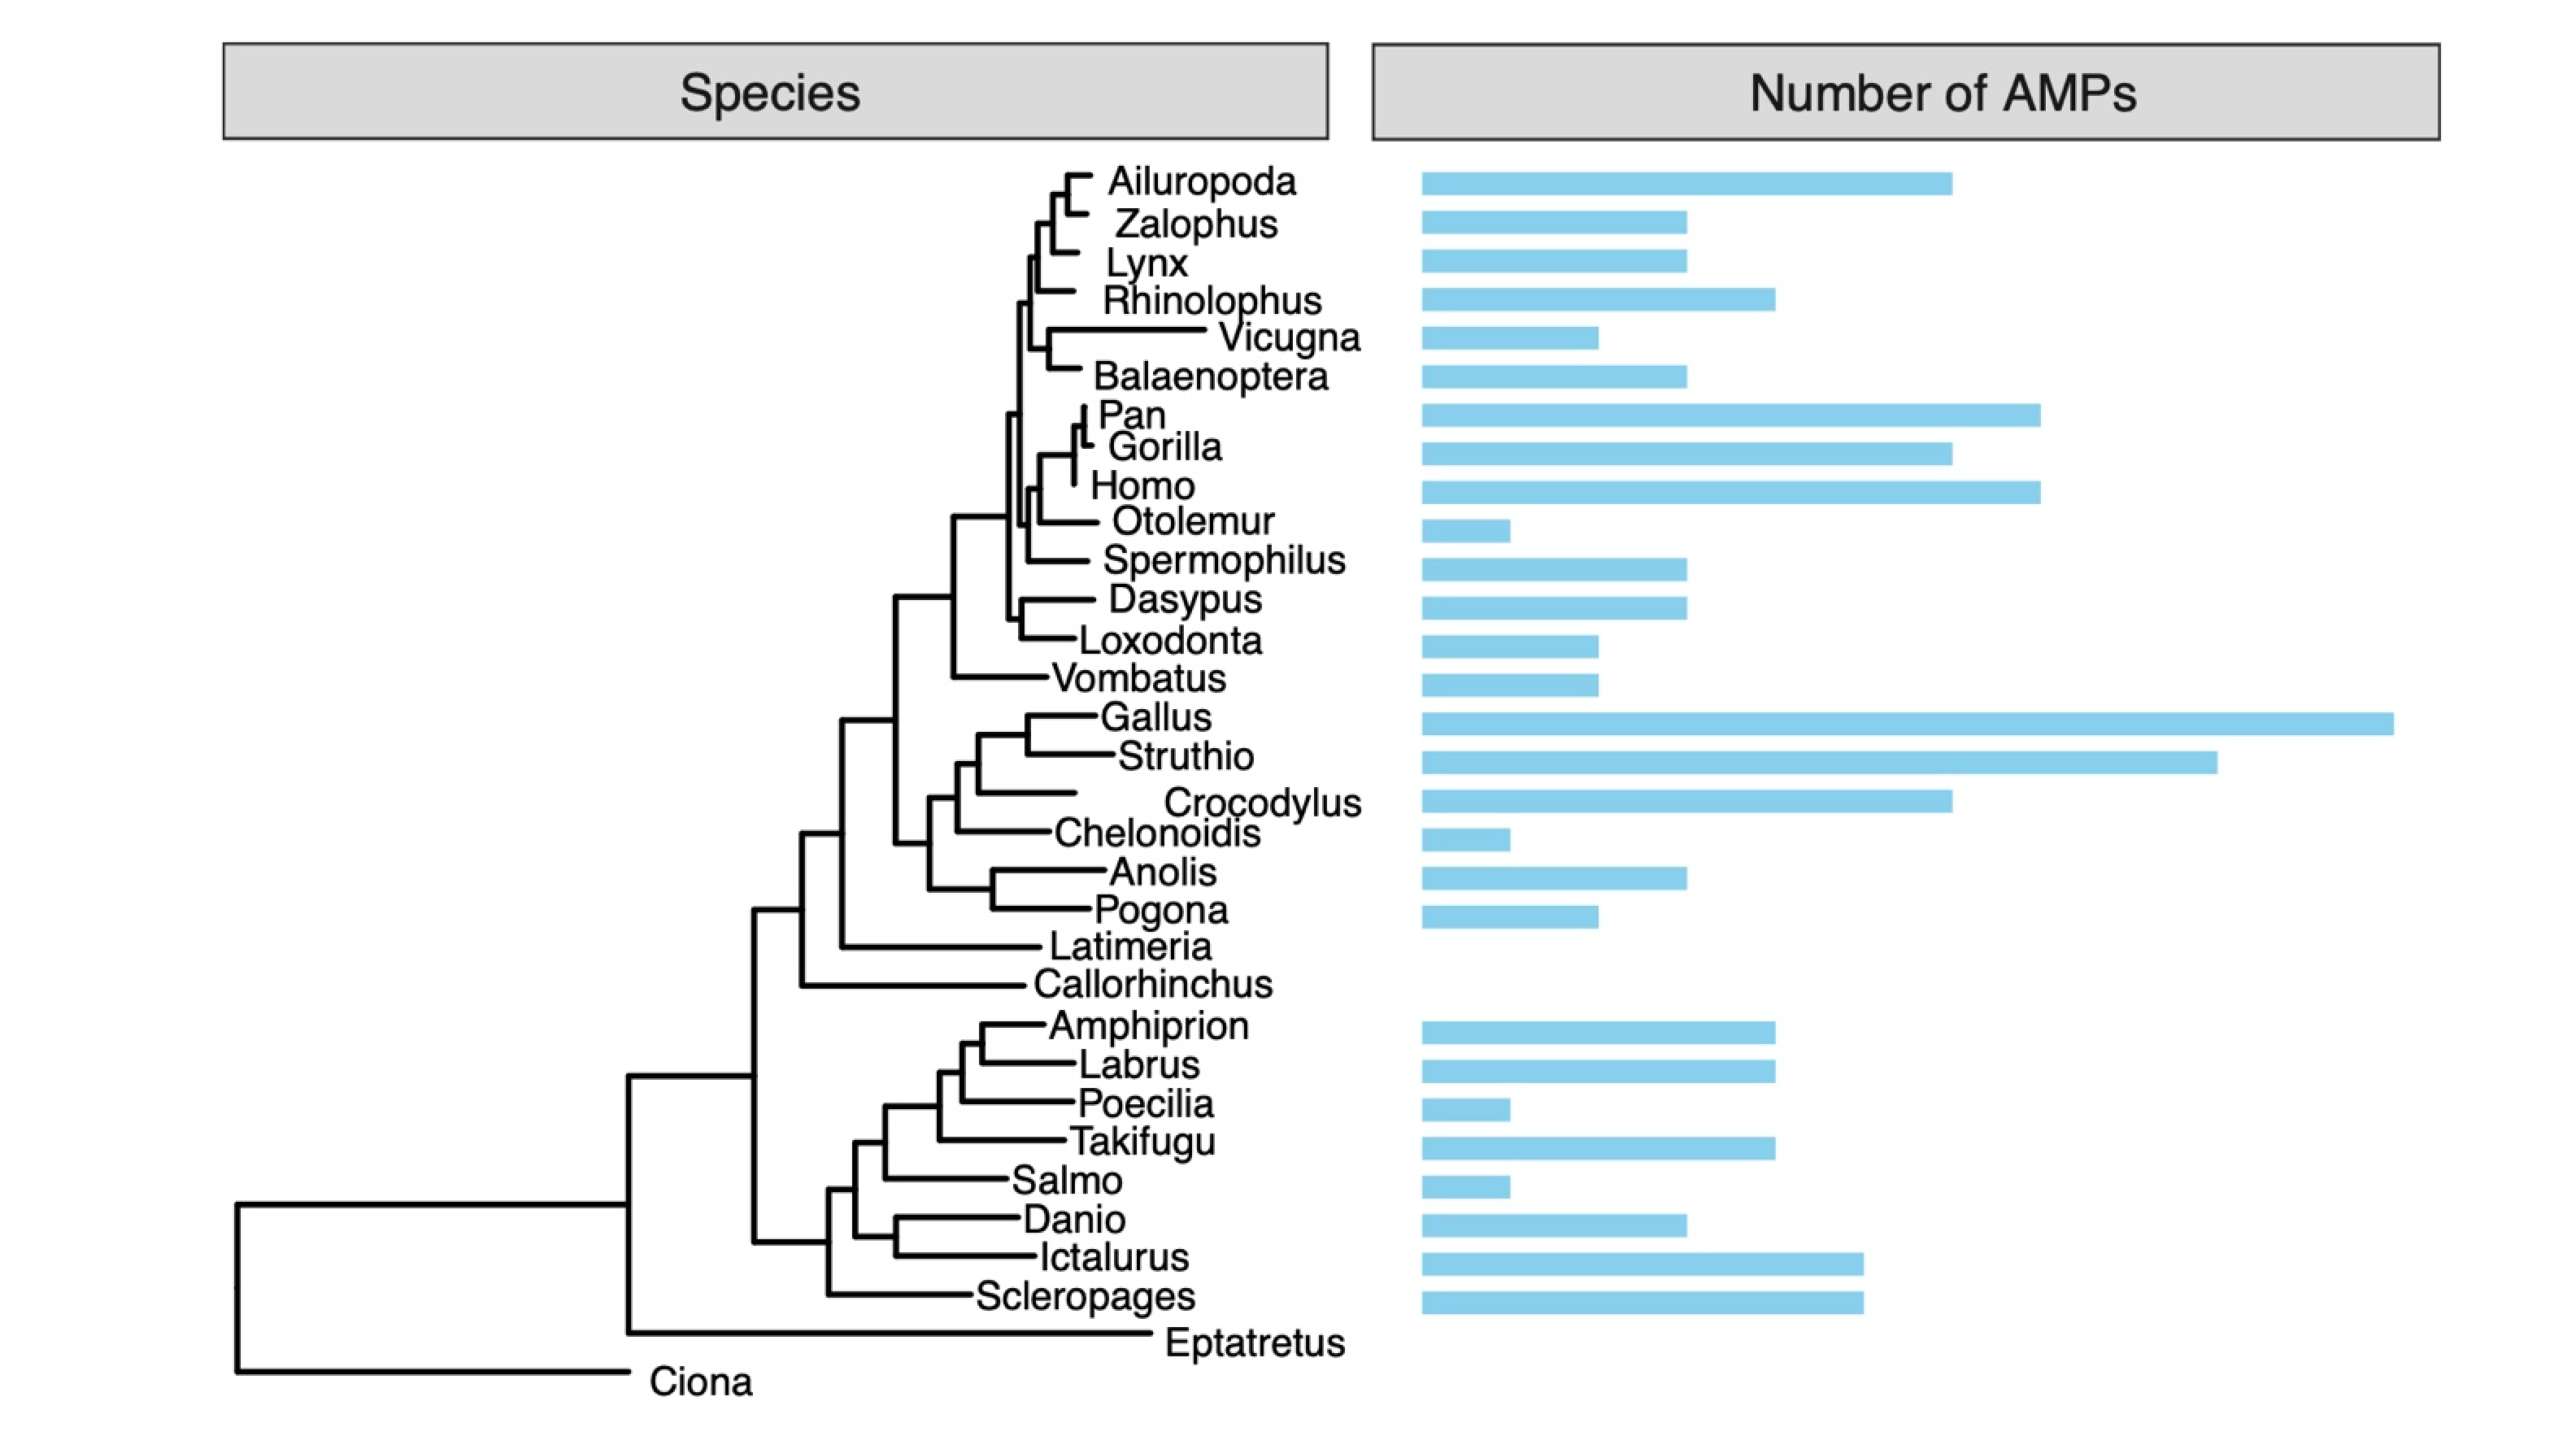 Species
Number of AMPs
Ailuropoda
Zalophus
Lynx
Rhinolophus
Vicugna
Balaenoptera
Pan
Gorilla
Homo
Otolemur
Spermophilus
Dasypus
Loxodonta
Vombatus
Gallus
Struthio
Crocodylus
Chelonoidis
Anolis
Pogona
Latimeria
Callorhinchus
Amphiprion
Labrus
Poecilia
Takifugu
Salmo
Danio
Ictalurus
Scleropages
Eptatretus
Ciona